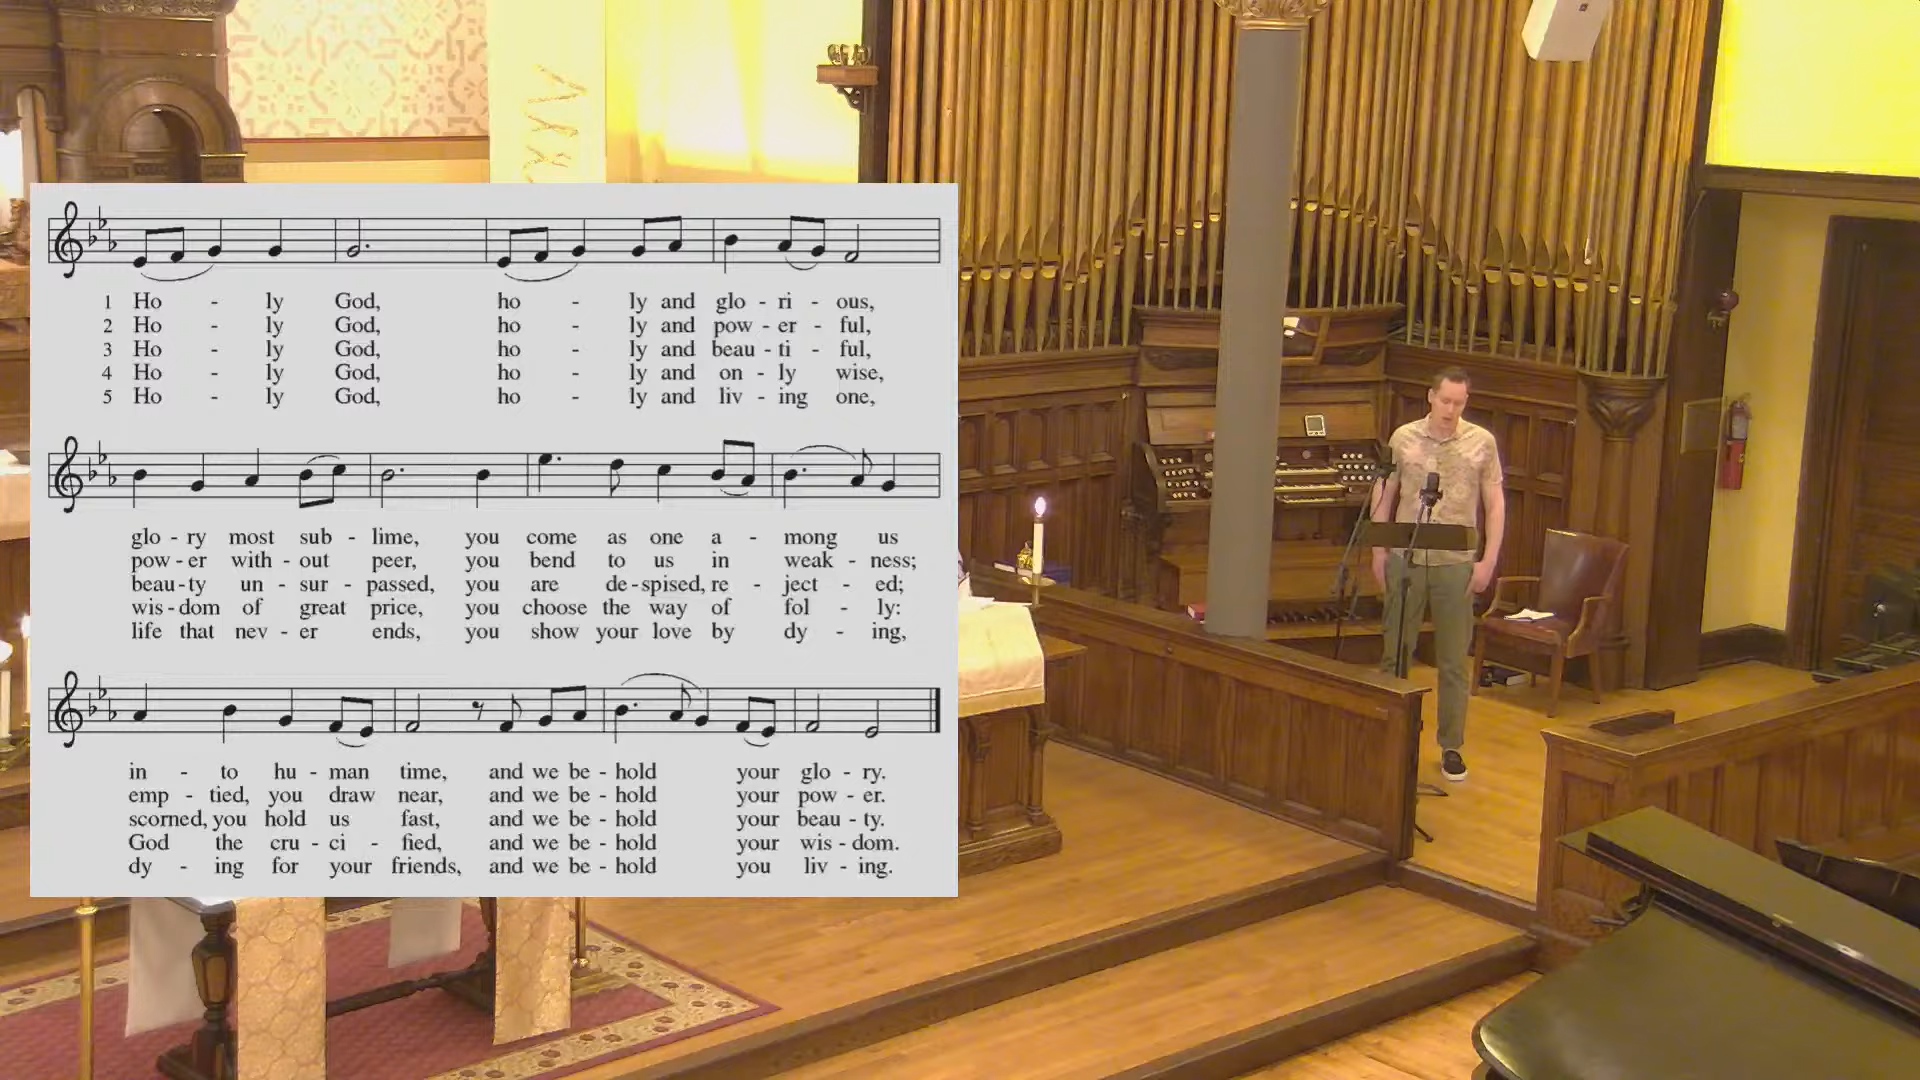 1 Ho - ly God, ho - ly and glo - ri - ous,
2 Ho - ly God, ho - ly and pow - er - ful,
3 Ho - ly God, ho - ly and beau - ti - ful,
4 Ho - ly God, ho - ly and on - ly wise,
5 Ho - ly God, ho - ly and liv - ing one,
glo - ry most sub - lime, you come as one a - mong us
pow - er with - out peer, you bend to us in weak - ness;
beau - ty un - sur - passed, you are de - spised, re - ject - ed;
wis - dom of great price, you choose the way of fol - ly:
life that nev - er ends, you show your love by dy - ing,
in - to hu - man time, and we be - hold your glo - ry.
emp - tied, you draw near, and we be - hold your pow - er.
scorned, you hold us fast, and we be - hold your beau - ty.
God the cru - ci - fied, and we be - hold your wis - dom.
dy - ing for your friends, and we be - hold you liv - ing.